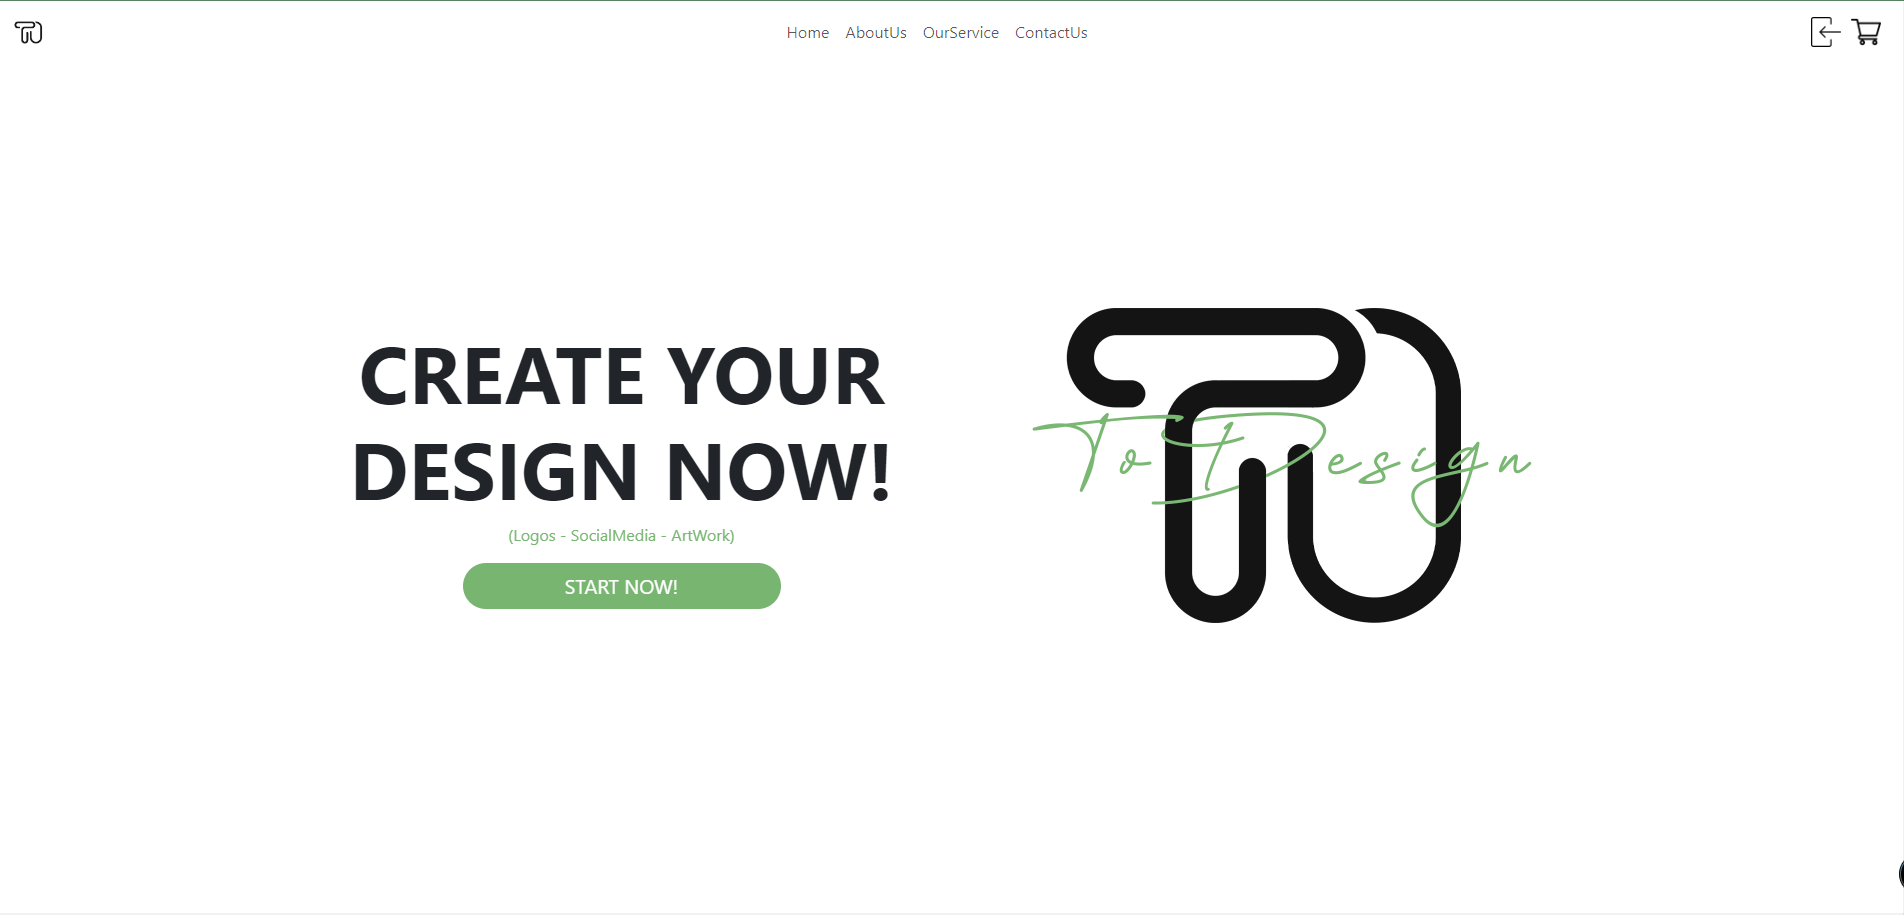 Home AboutUs OurService ContactUs
CREATE YOUR
DESIGN NOW!
(Logos - SocialMedia - ArtWork)
START NOW!
To Design